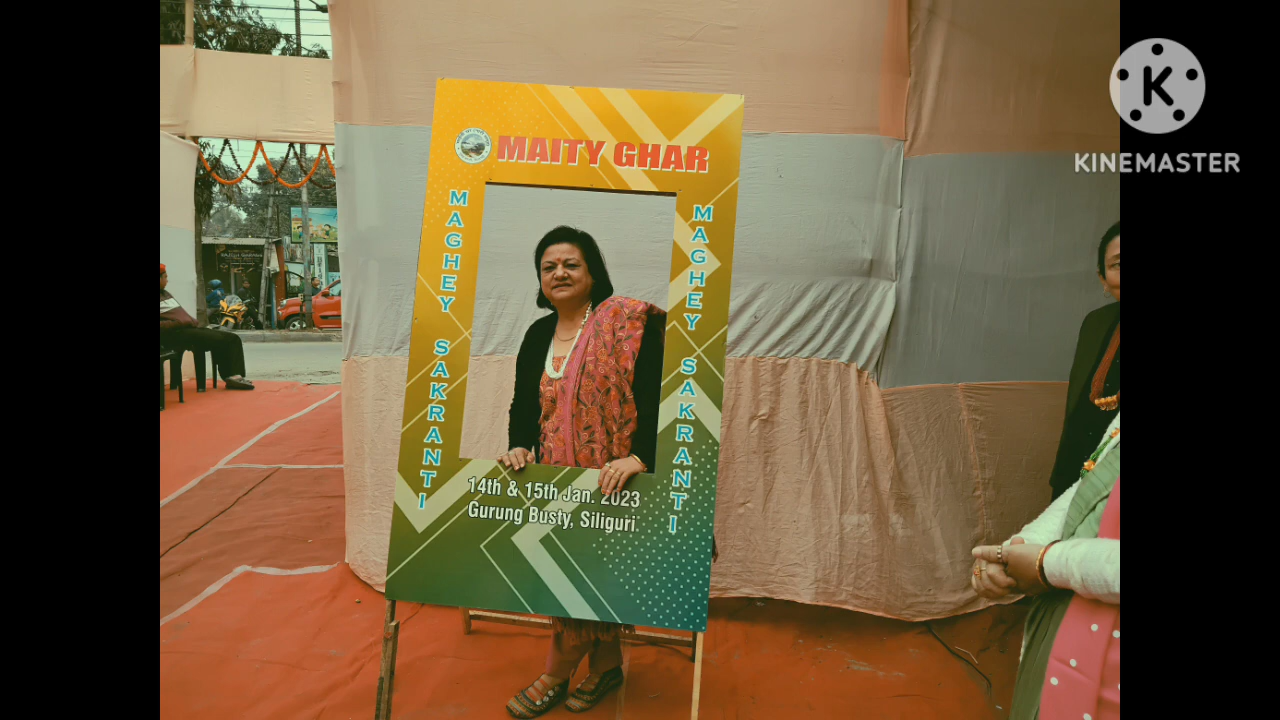 MAITY GHAR
MAGHEY SAKRANTI
MAGHEY SAKRANTI
14th & 15th Jan. 2023
Gurung Busty, Siliguri
KINEMASTER